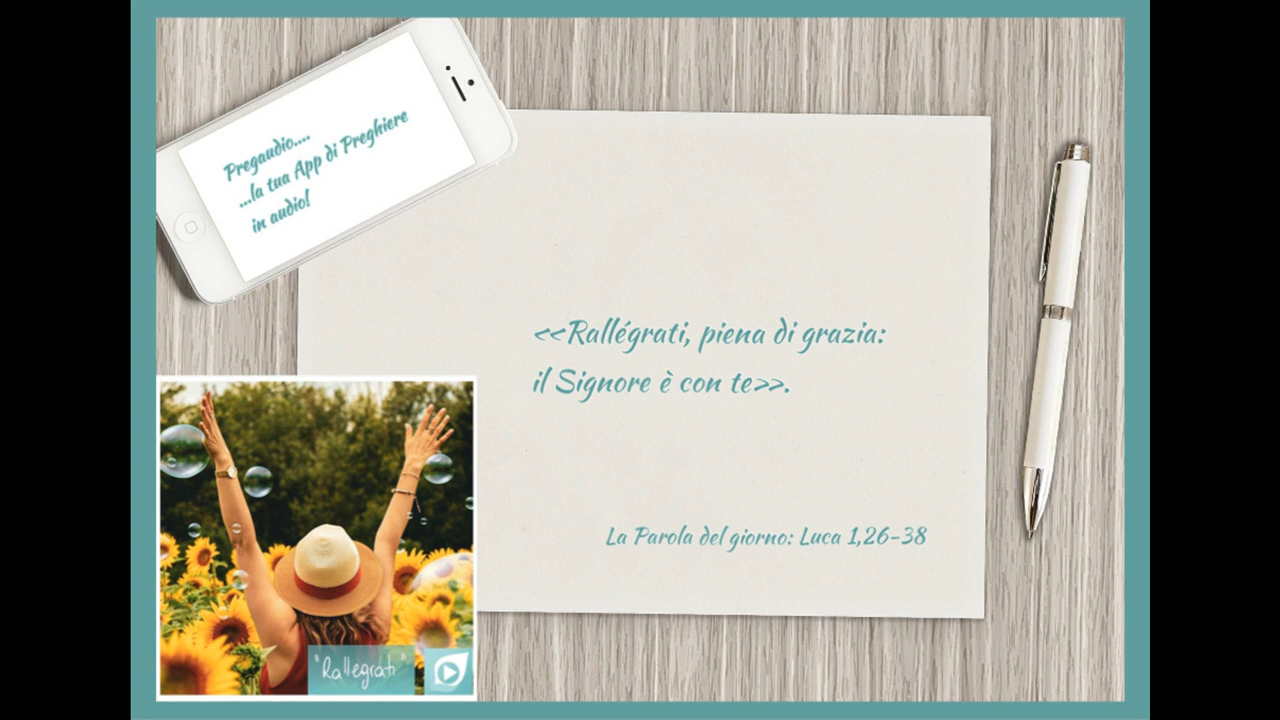 Pregaudio....
...la tua App di Preghiere
in audio!
<<Rallégrati, piena di grazia:
il Signore è con te>>.
La Parola del giorno: Luca 1,26-38
"Rallegrati"